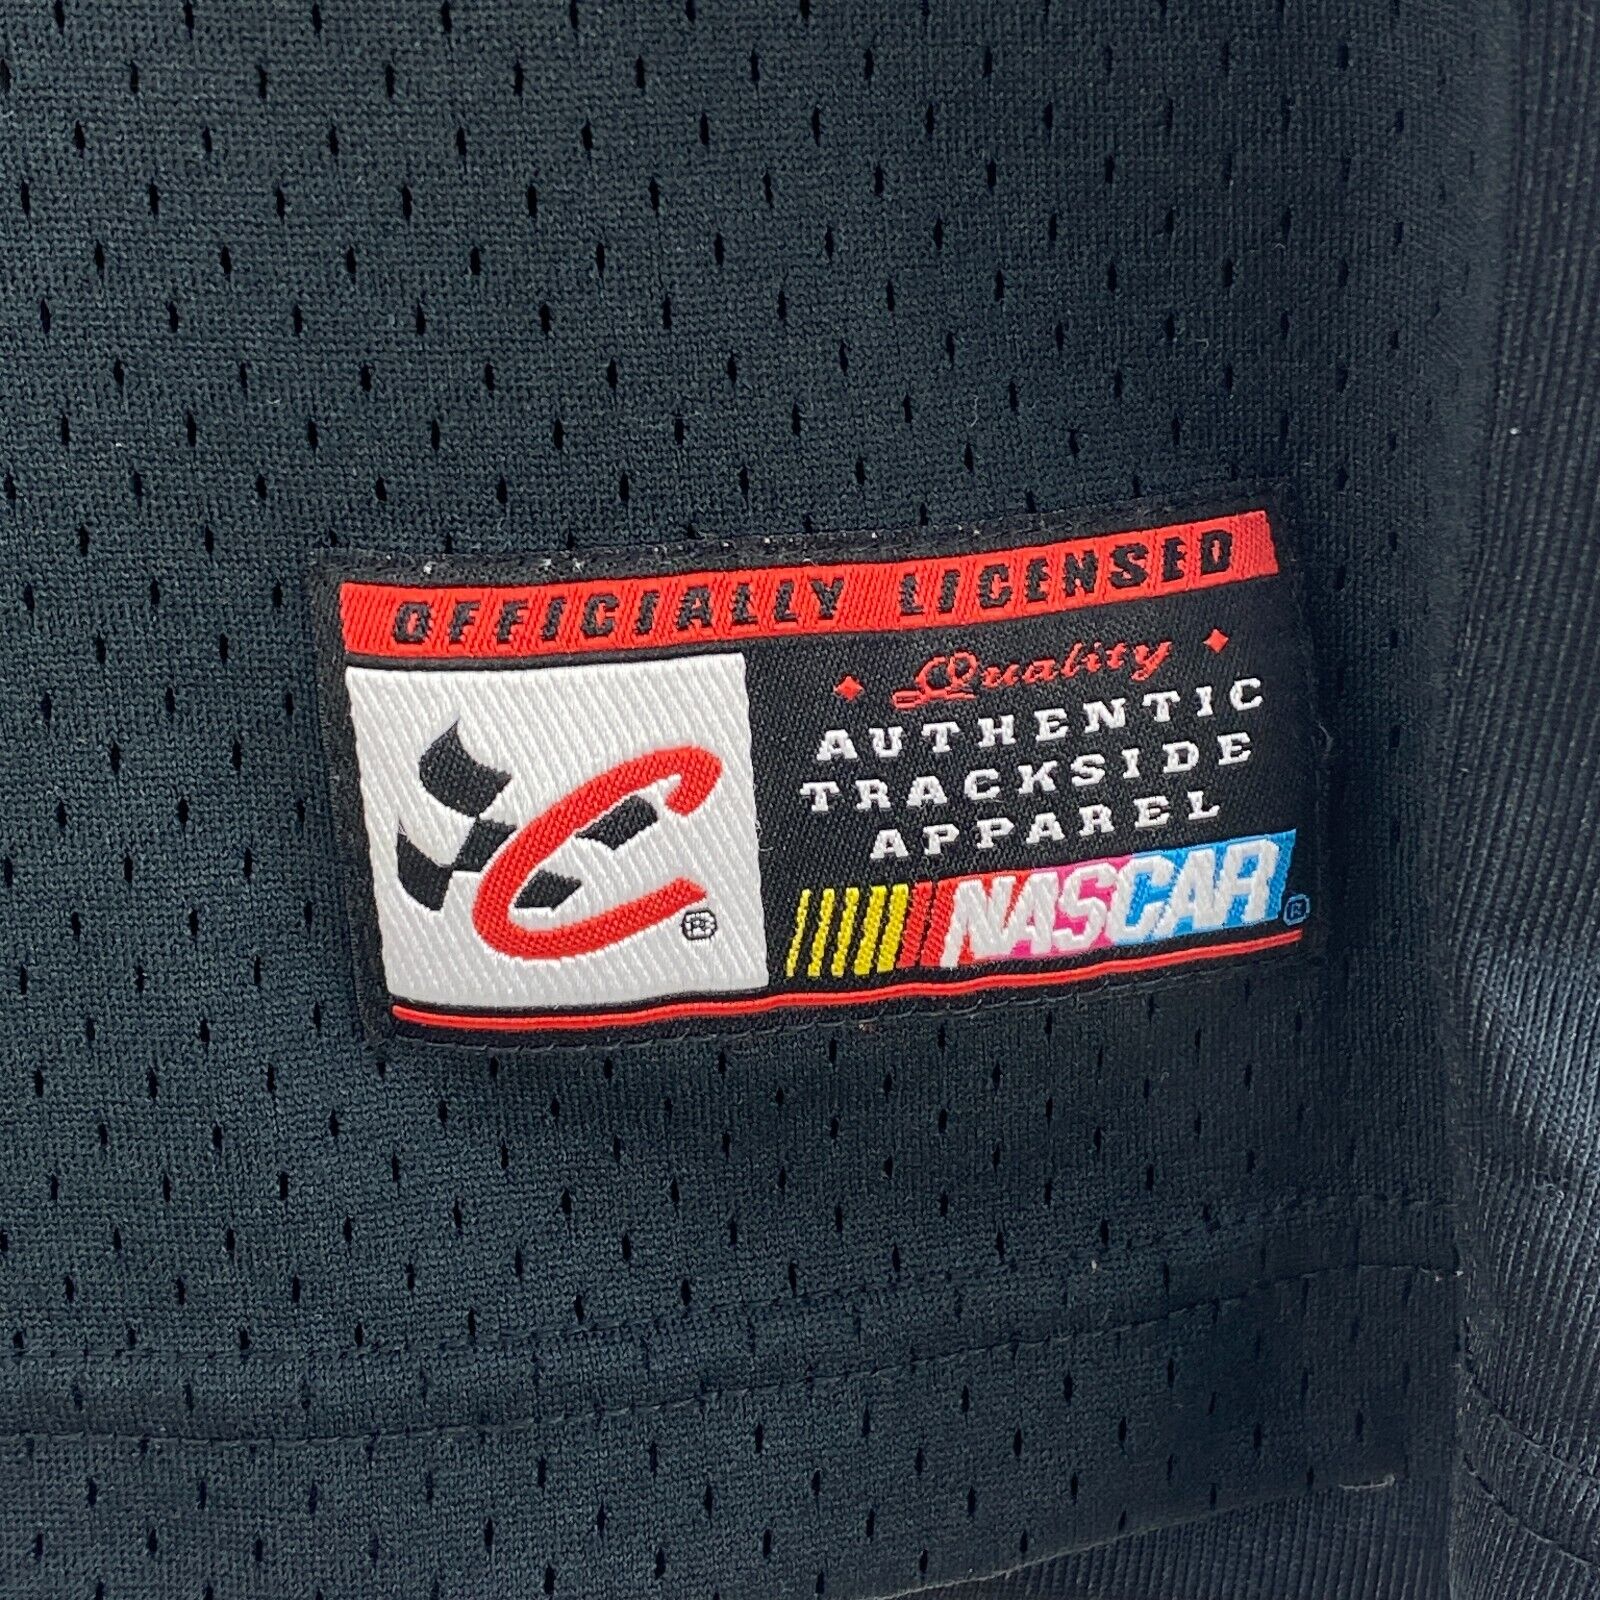 OFFICIALLY LICENSED
Quality
AUTHENTIC
TRACKSIDE
APPAREL
C®
NASCAR®